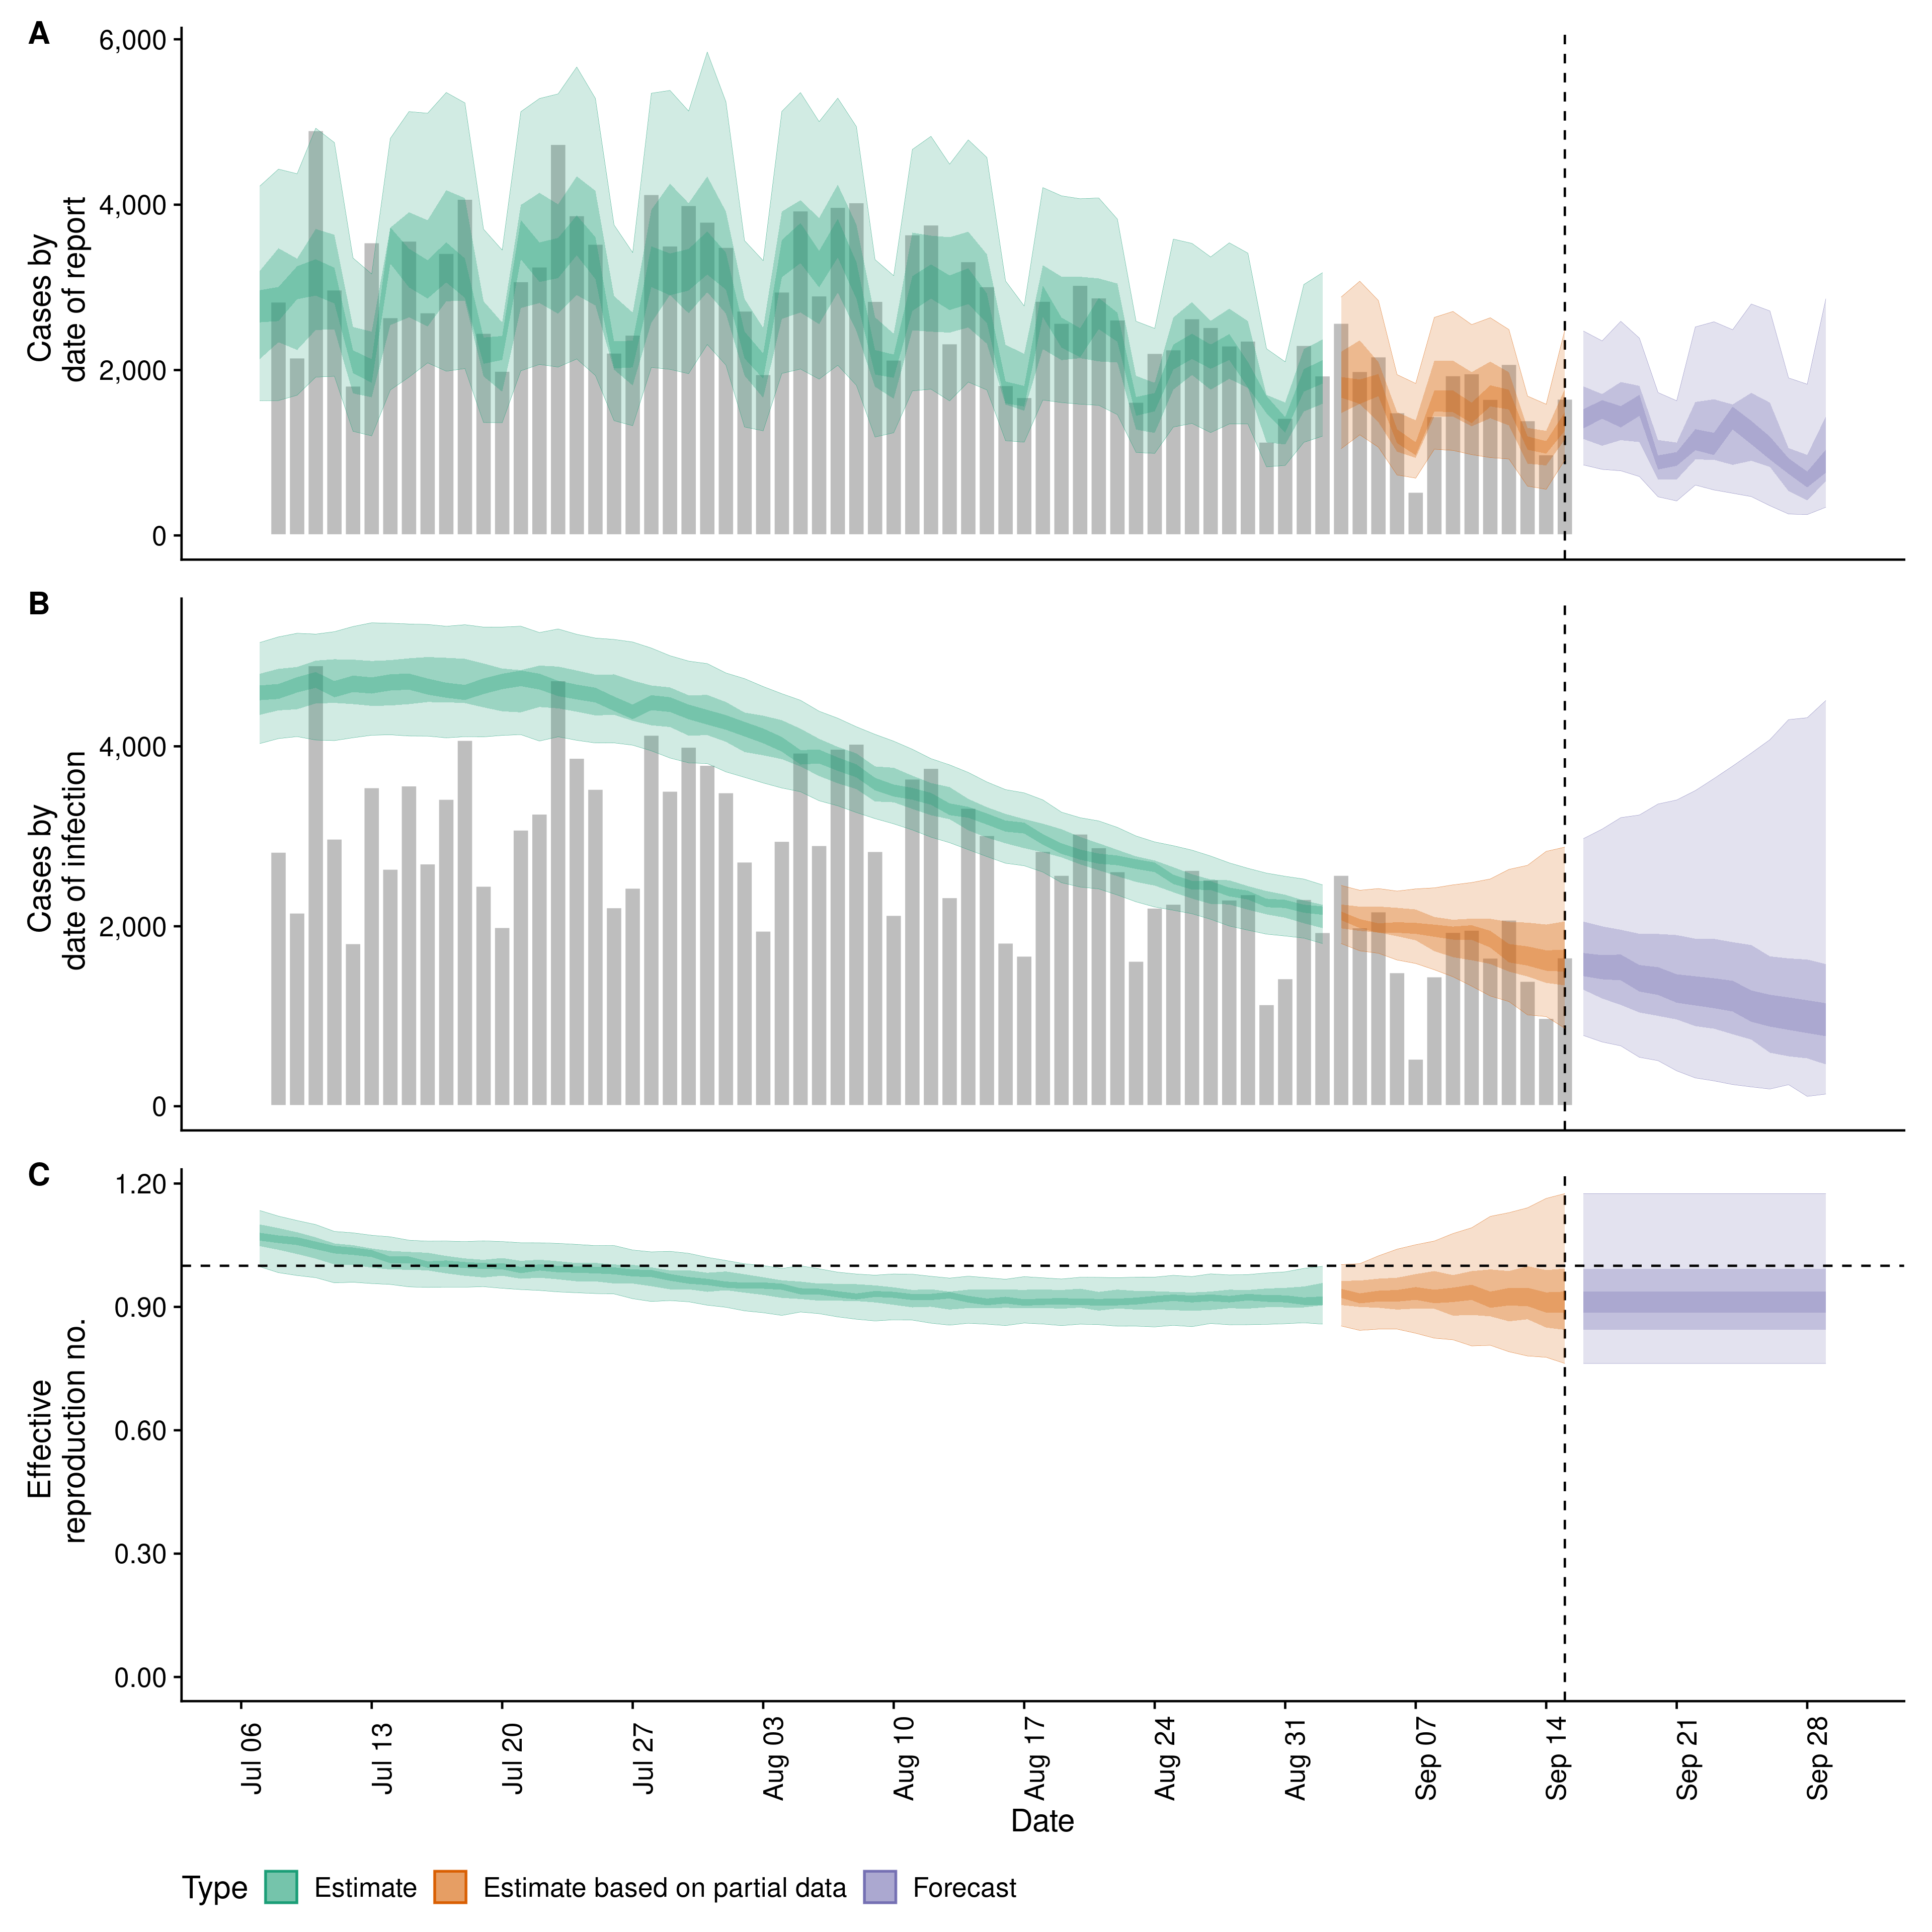 A
6,000
4,000
2,000
0
Cases by
date of report
B
4,000
2,000
0
Cases by
date of infection
C
1.20
0.90
0.60
0.30
0.00
Effective
reproduction no.
Jul 06
Jul 13
Jul 20
Jul 27
Aug 03
Aug 10
Aug 17
Aug 24
Aug 31
Sep 07
Sep 14
Sep 21
Sep 28
Date
Type Estimate Estimate based on partial data Forecast